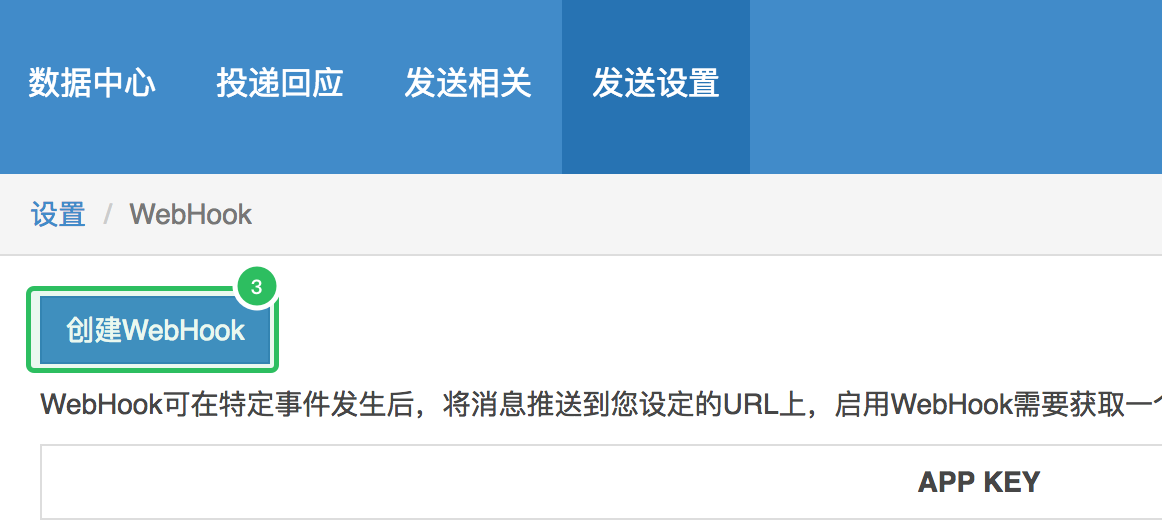 数据中心 投递回应 发送相关 发送设置
设置 / WebHook
3
创建WebHook
WebHook可在特定事件发生后，将消息推送到您设定的URL上，启用WebHook需要获取一
APP KEY